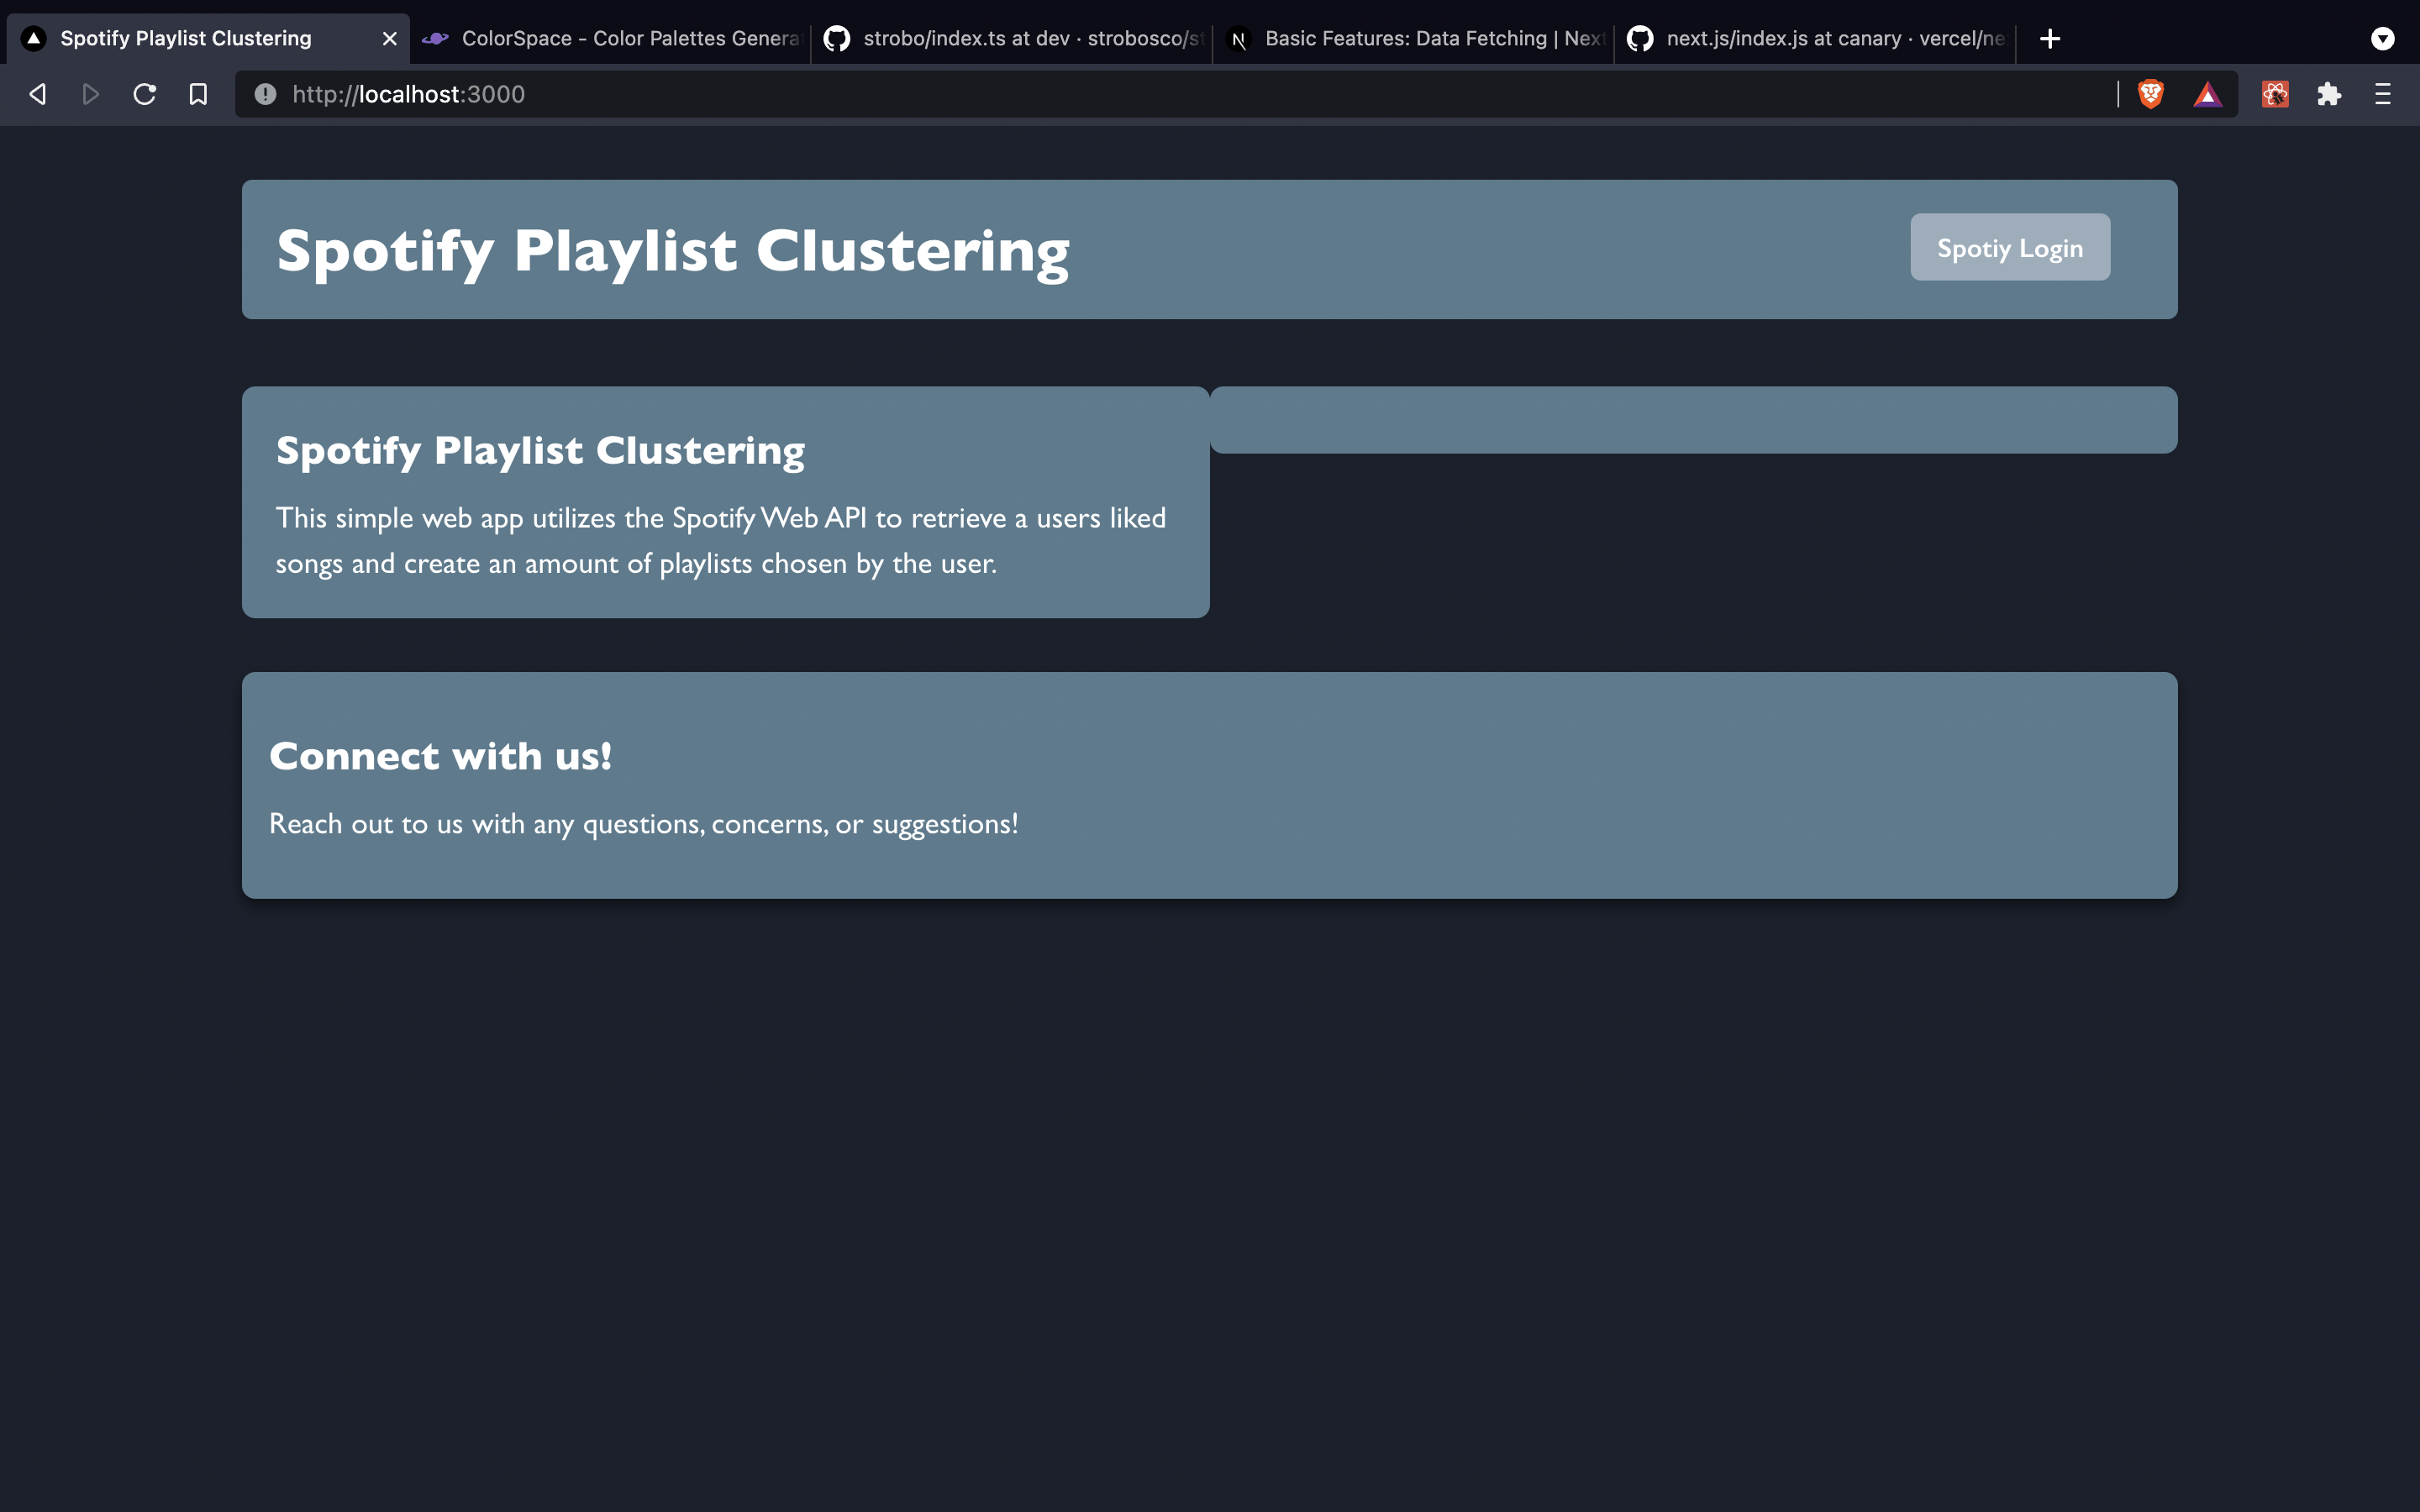 Spotify Playlist Clustering
ColorSpace - Color Palettes Genera
strobo/index.ts at dev · strobosco/st
Basic Features: Data Fetching | Next
next.js/index.js at canary · vercel/ne
http://localhost:3000
Spotify Playlist Clustering
Spotiy Login
Spotify Playlist Clustering
This simple web app utilizes the Spotify Web API to retrieve a users liked
songs and create an amount of playlists chosen by the user.
Connect with us!
Reach out to us with any questions, concerns, or suggestions!